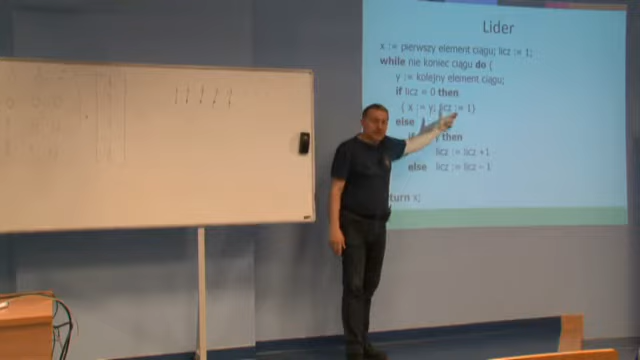 Lider
x := pierwszy element ciągu; licz := 1;
while nie koniec ciągu do {
y := kolejny element ciągu;
if licz = 0 then
{ x := y; licz := 1}
else
then
licz := licz +1
else licz := licz – 1
x;